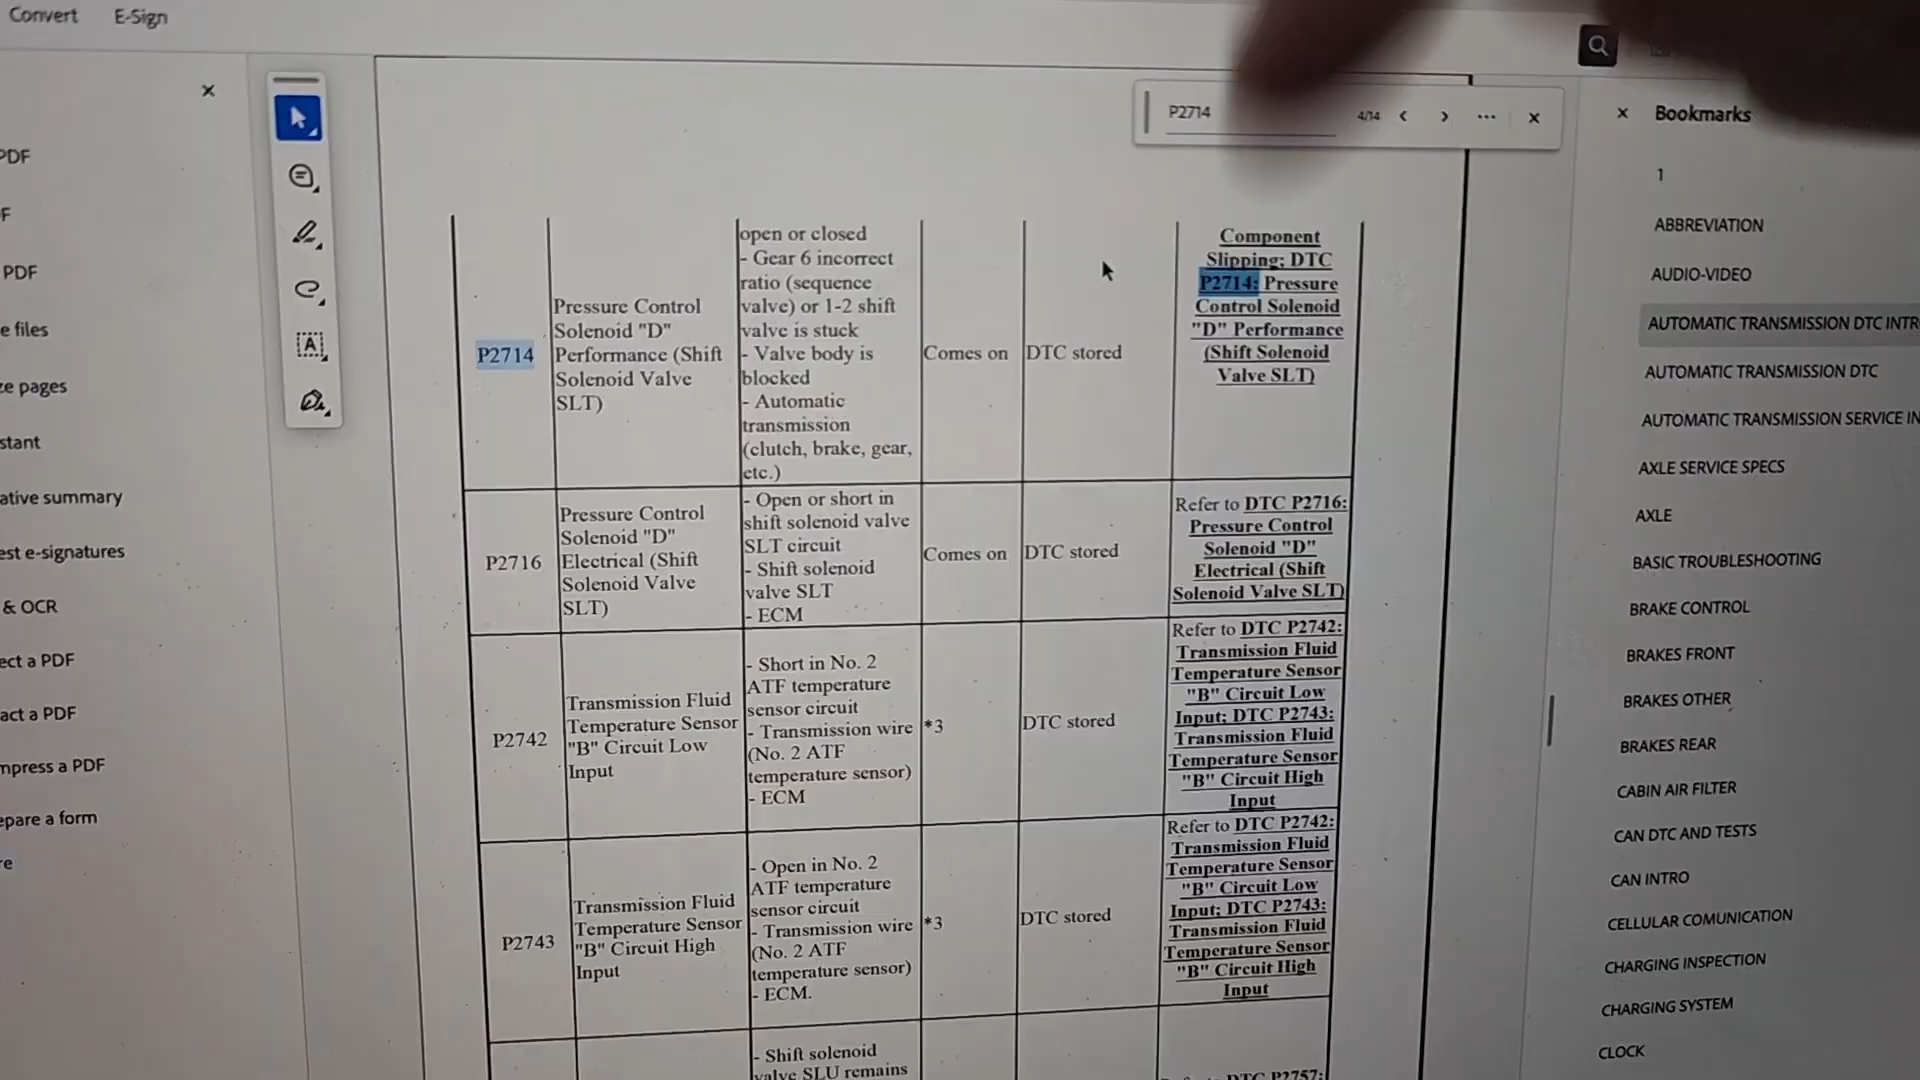 Convert E-Sign
PDF
F
PDF
e files
ze pages
stant
ative summary
est e-signatures
& OCR
ect a PDF
act a PDF
mpress a PDF
epare a form
re
P2714 4/14
P2714
Pressure Control
Solenoid "D"
Performance (Shift
Solenoid Valve
SLT)
open or closed
- Gear 6 incorrect
ratio (sequence
valve) or 1-2 shift
valve is stuck
- Valve body is
blocked
- Automatic
transmission
(clutch, brake, gear,
etc.)
Comes on
DTC stored
Component
Slipping; DTC
P2714: Pressure
Control Solenoid
"D" Performance
(Shift Solenoid
Valve SLT)
P2716
Pressure Control
Solenoid "D"
Electrical (Shift
Solenoid Valve
SLT)
- Open or short in
shift solenoid valve
SLT circuit
- Shift solenoid
valve SLT
- ECM
Comes on
DTC stored
Refer to DTC P2716:
Pressure Control
Solenoid "D"
Electrical (Shift
Solenoid Valve SLT)
P2742
Transmission Fluid
Temperature Sensor
"B" Circuit Low
Input
- Short in No. 2
ATF temperature
sensor circuit
- Transmission wire
(No. 2 ATF
temperature sensor)
- ECM
*3
DTC stored
Refer to DTC P2742:
Transmission Fluid
Temperature Sensor
"B" Circuit Low
Input; DTC P2743:
Transmission Fluid
Temperature Sensor
"B" Circuit High
Input
P2743
Transmission Fluid
Temperature Sensor
"B" Circuit High
Input
- Open in No. 2
ATF temperature
sensor circuit
- Transmission wire
(No. 2 ATF
temperature sensor)
- ECM.
*3
DTC stored
Refer to DTC P2742:
Transmission Fluid
Temperature Sensor
"B" Circuit Low
Input; DTC P2743:
Transmission Fluid
Temperature Sensor
"B" Circuit High
Input
- Shift solenoid
valve SLU remains
DTC P2757:
Bookmarks
1
ABBREVIATION
AUDIO-VIDEO
AUTOMATIC TRANSMISSION DTC INTR
AUTOMATIC TRANSMISSION DTC
AUTOMATIC TRANSMISSION SERVICE IN
AXLE SERVICE SPECS
AXLE
BASIC TROUBLESHOOTING
BRAKE CONTROL
BRAKES FRONT
BRAKES OTHER
BRAKES REAR
CABIN AIR FILTER
CAN DTC AND TESTS
CAN INTRO
CELLULAR COMUNICATION
CHARGING INSPECTION
CHARGING SYSTEM
CLOCK